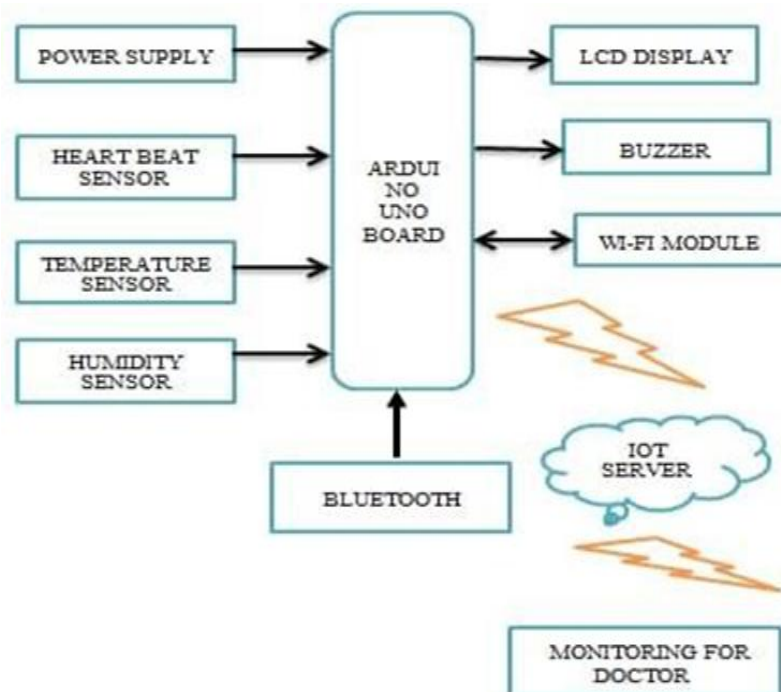 POWER SUPPLY
HEART BEAT
SENSOR
TEMPERATURE
SENSOR
HUMIDITY
SENSOR
ARDUI
NO
UNO
BOARD
LCD DISPLAY
BUZZER
WI-FI MODULE
BLUETOOTH
IOT
SERVER
MONITORING FOR
DOCTOR